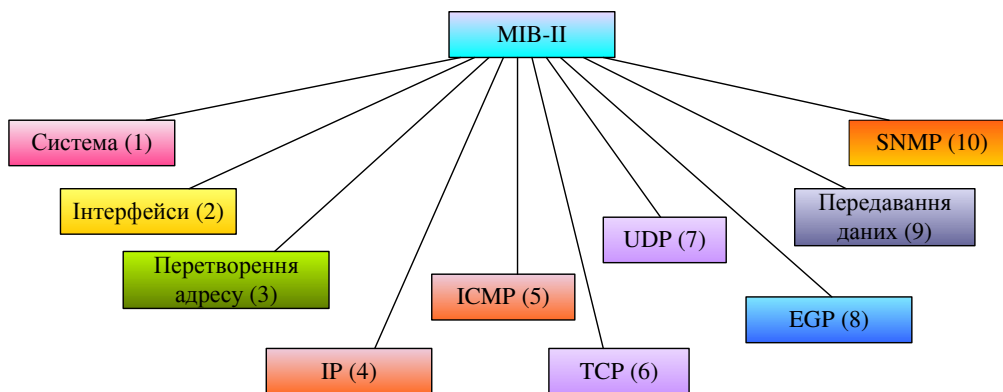 MIB-II
Система (1)
SNMP (10)
Інтерфейси (2)
Передавання
даних (9)
UDP (7)
Перетворення
адресу (3)
ICMP (5)
EGP (8)
IP (4)
TCP (6)